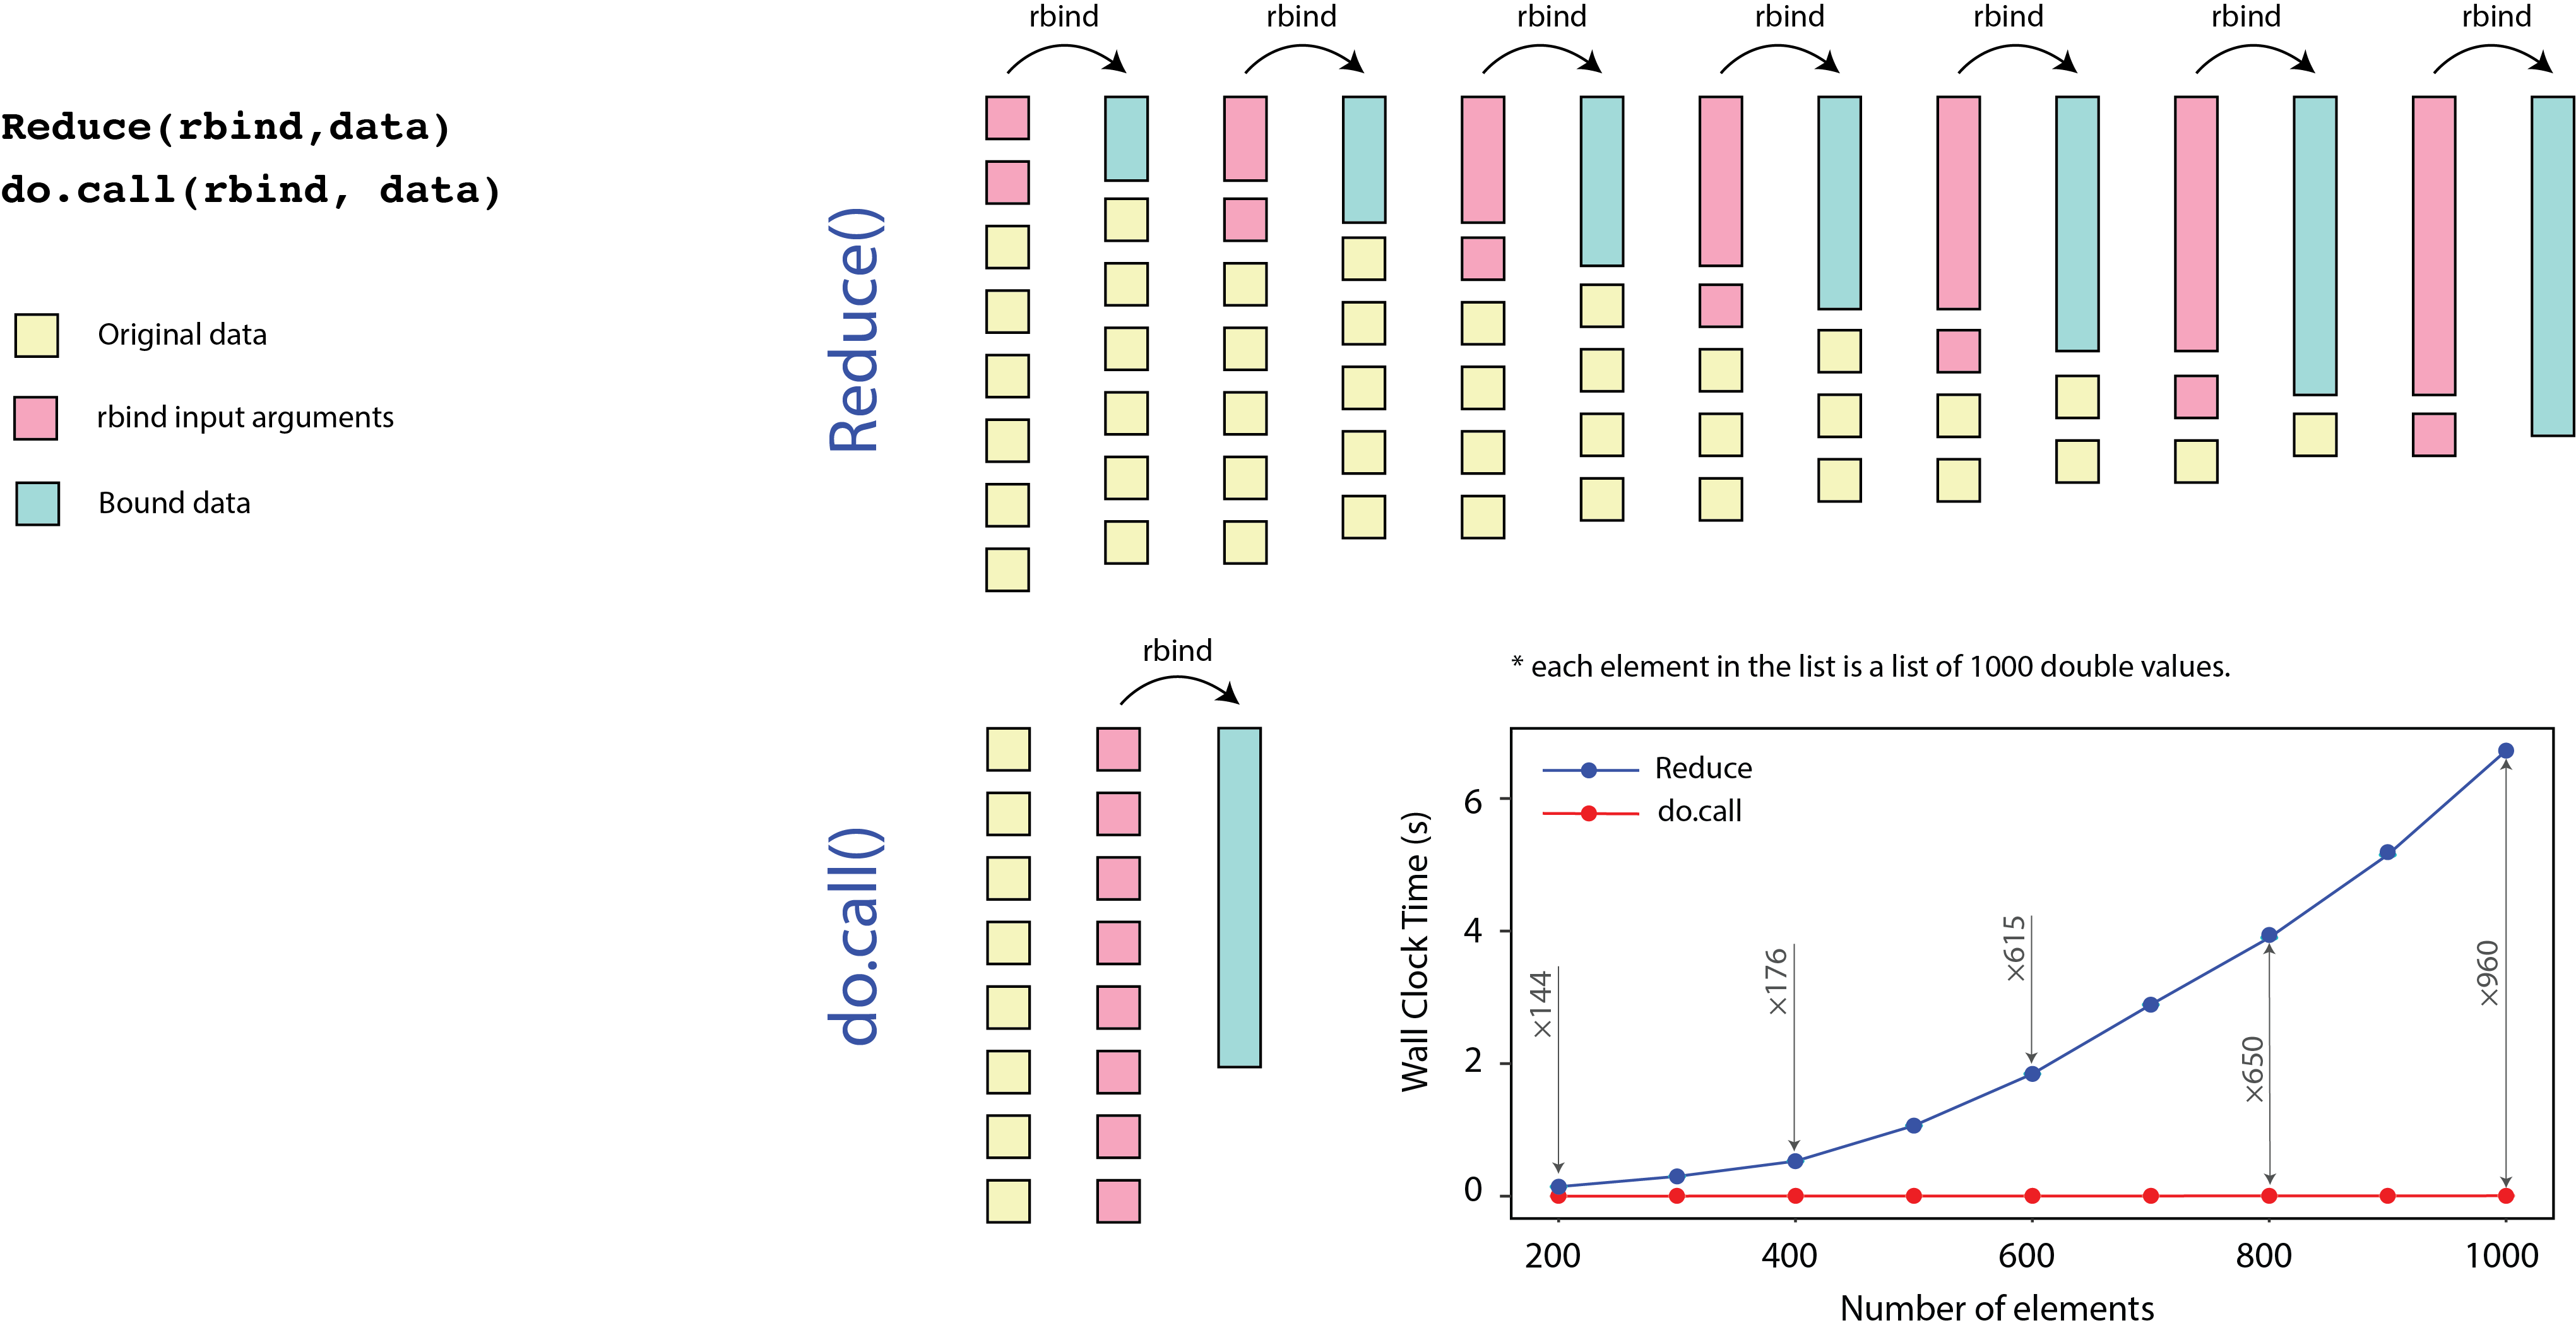 rbind rbind rbind rbind rbind rbind rbind
Reduce(rbind,data)
do.call(rbind, data)
Original data
rbind input arguments
Bound data
Reduce()
do.call()
rbind
* each element in the list is a list of 1000 double values.
Reduce
do.call
Wall Clock Time (s)
6
4
2
0
×144
×176
×615
×650
×960
200 400 600 800 1000
Number of elements